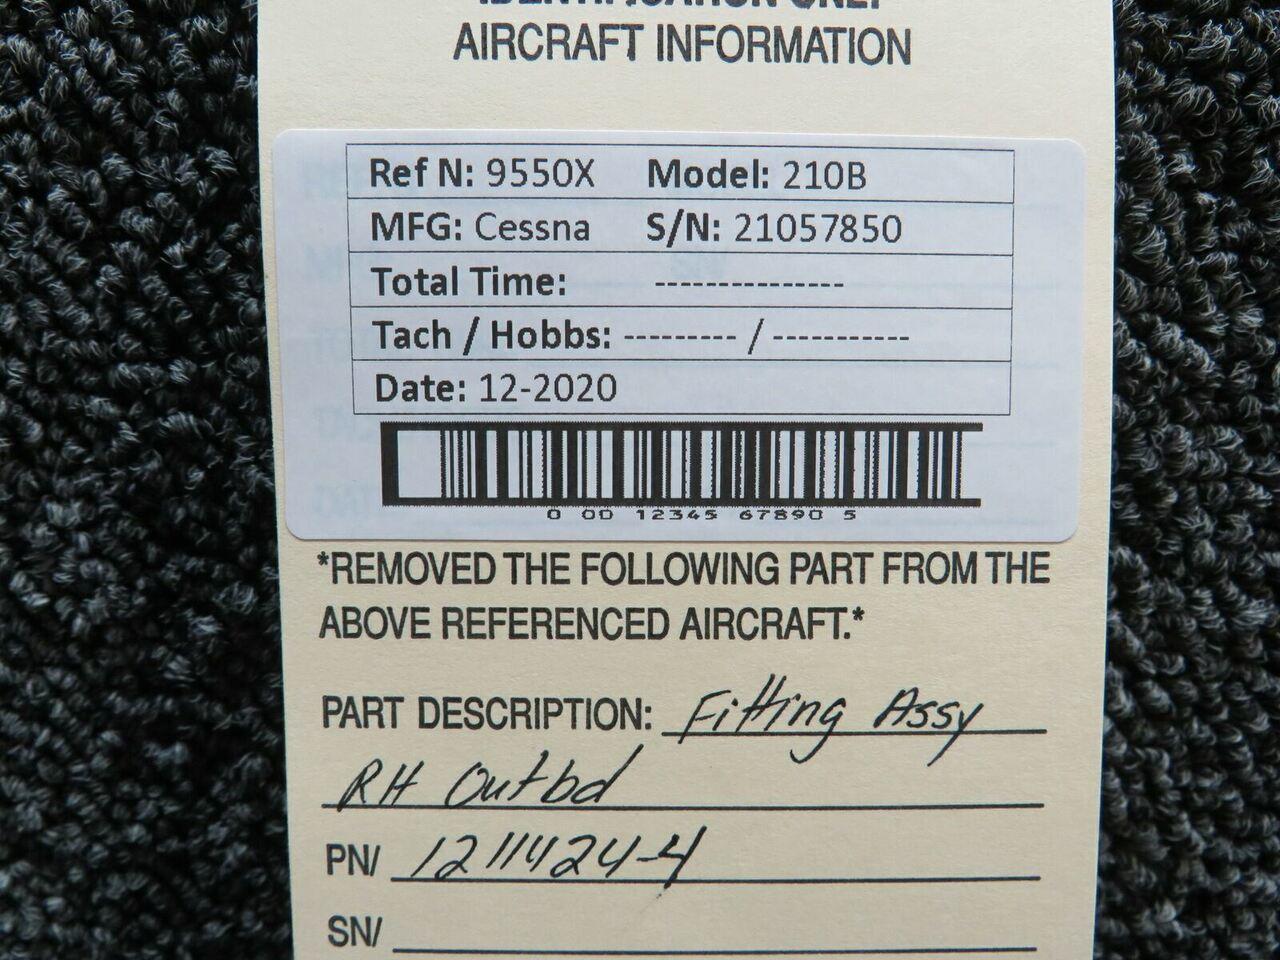 IDENTIFICATION ONLY
AIRCRAFT INFORMATION
Ref N: 9550X Model: 210B
MFG: Cessna S/N: 21057850
Total Time: ---------------
Tach / Hobbs: --------- / -----------
Date: 12-2020
0 00 12345 67890 5
*REMOVED THE FOLLOWING PART FROM THE
ABOVE REFERENCED AIRCRAFT.*
PART DESCRIPTION: Fitting Assy
RH Outbd
PN/ 1211424-4
SN/